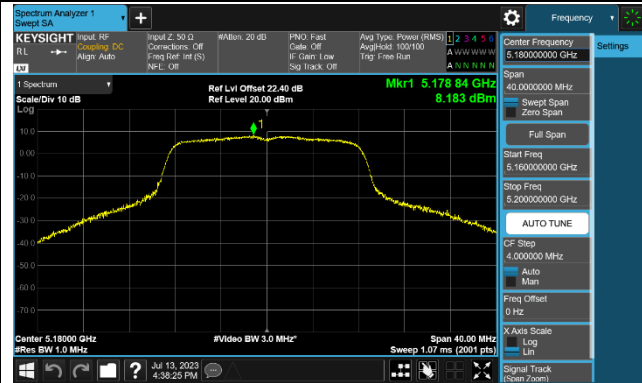 Spectrum Analyzer 1
Swept SA
Frequency
KEYSIGHT
RL
LXI
Input: RF
Coupling: DC
Align: Auto
Input Z: 50 Ω
Corrections: Off
Freq Ref: Int (S)
NFE: Off
#Atten: 20 dB
PNO: Fast
Gate: Off
IF Gain: Low
Sig Track: Off
Avg Type: Power (RMS)
Avg|Hold: 100/100
Trig: Free Run
1 2 3 4 5 6
A W W W W W
A N N N N N
1 Spectrum
Scale/Div 10 dB
Log
Ref Lvl Offset 22.40 dB
Ref Level 20.00 dBm
Mkr1 5.178 84 GHz
8.183 dBm
1
10.0
0.00
-10.0
-20.0
-30.0
-40.0
-50.0
-60.0
-70.0
Center 5.18000 GHz
#Res BW 1.0 MHz
#Video BW 3.0 MHz*
Span 40.00 MHz
Sweep 1.07 ms (2001 pts)
Jul 13, 2023
4:38:25 PM
Settings
Center Frequency
5.180000000 GHz
Span
40.0000000 MHz
Swept Span
Zero Span
Full Span
Start Freq
5.160000000 GHz
Stop Freq
5.200000000 GHz
AUTO TUNE
CF Step
4.000000 MHz
Auto
Man
Freq Offset
0 Hz
X Axis Scale
Log
Lin
Signal Track
(Span Zoom)